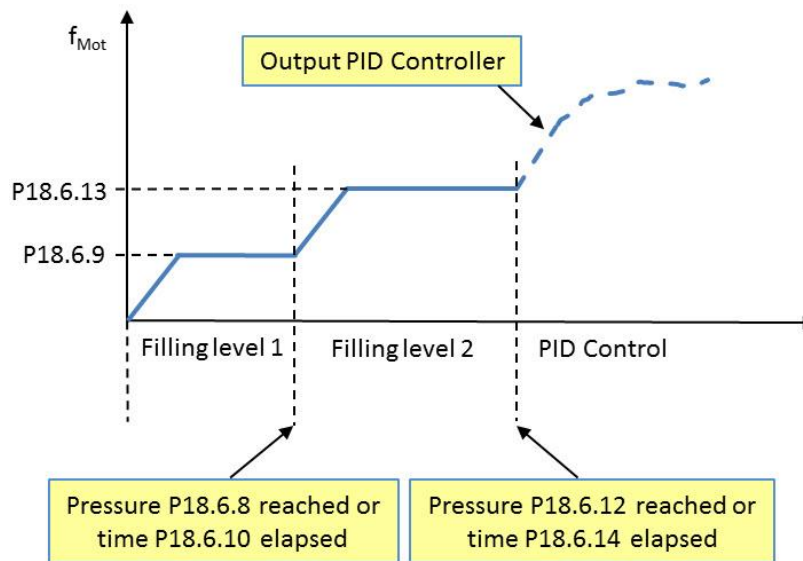 f Mot
Output PID Controller
P18.6.13
P18.6.9
Filling level 1
Filling level 2
PID Control
Pressure P18.6.8 reached or
time P18.6.10 elapsed
Pressure P18.6.12 reached or
time P18.6.14 elapsed